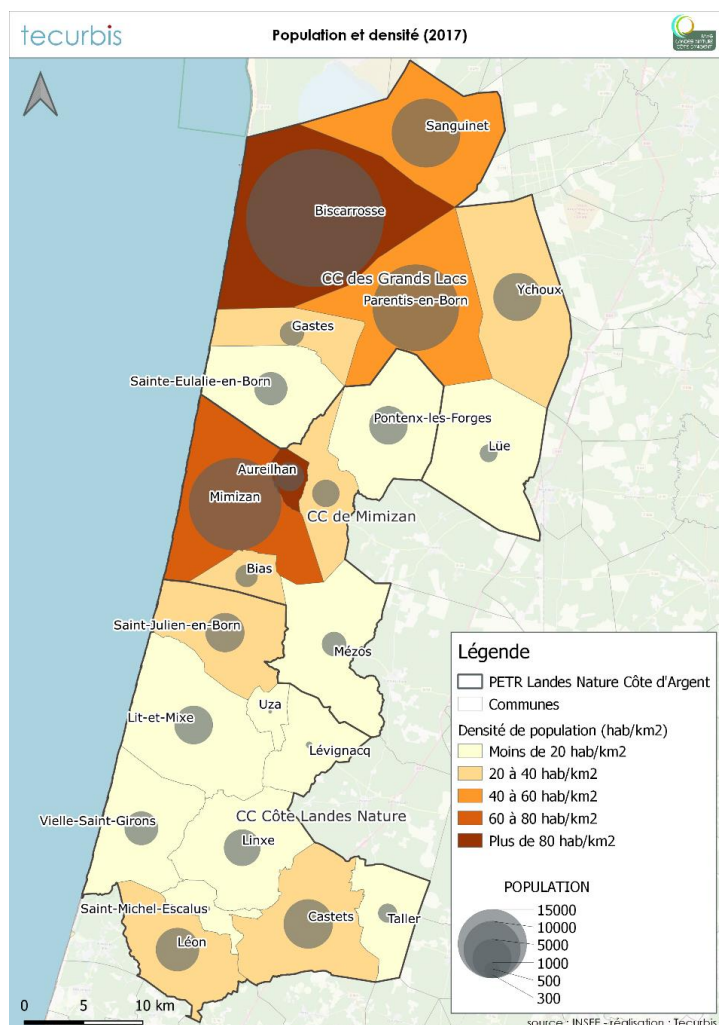 tecurbis
Population et densité (2017)
LANDES NATURE
CÔTE D'ARGENT
Sanguinet
Biscarrosse
CC des Grands Lacs
Ychoux
Parentis-en-Born
Gastes
Sainte-Eulalie-en-Born
Pontenx-les-Forges
Lüe
Aureilhan
Mimizan
CC de Mimizan
Bias
Saint-Julien-en-Born
Mézos
Uza
Lit-et-Mixe
Lévignacq
Vielle-Saint-Girons
CC Côte Landes Nature
Linxe
Saint-Michel-Escalus
Castets
Taller
Léon
Légende
PETR Landes Nature Côte d'Argent
Communes
Densité de population (hab/km2)
Moins de 20 hab/km2
20 à 40 hab/km2
40 à 60 hab/km2
60 à 80 hab/km2
Plus de 80 hab/km2
POPULATION
15000
10000
5000
1000
500
300
0 5 10 km
source : INSEE - réalisation : Tecurbis